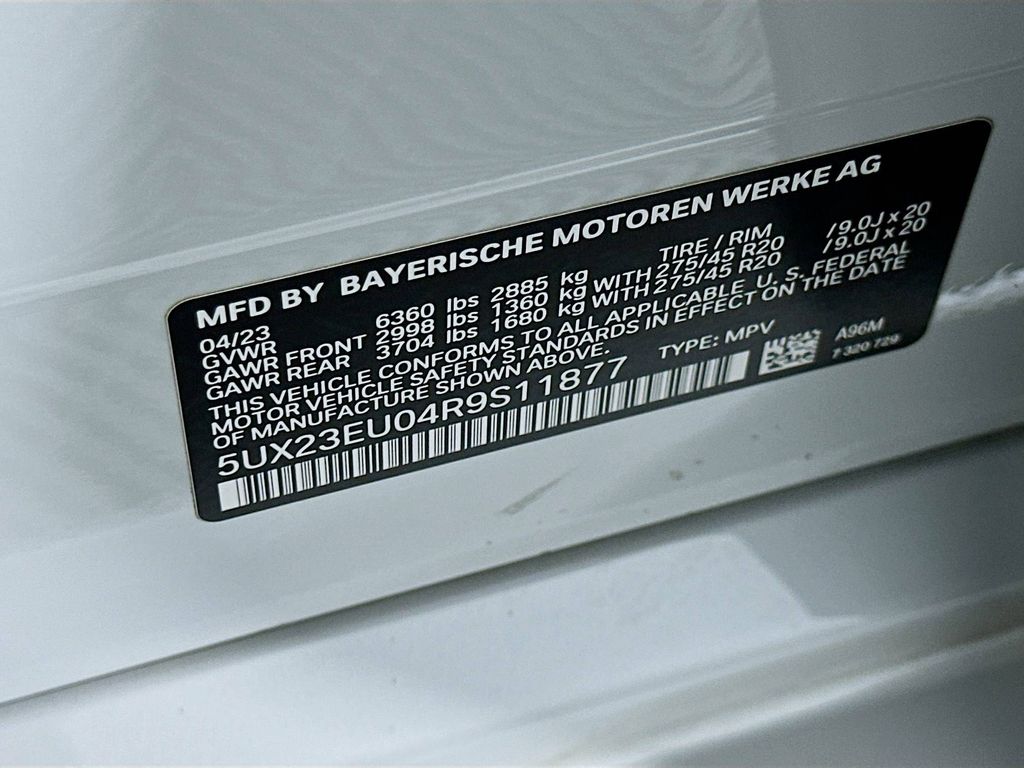 MFD BY BAYERISCHE MOTOREN WERKE AG
04/23 TIRE / RIM
GVWR 6360 lbs 2885 kg
GAWR FRONT 2998 lbs 1360 kg WITH 275/45 R20 /9.0J x 20
GAWR REAR 3704 lbs 1680 kg WITH 275/45 R20 /9.0J x 20
THIS VEHICLE CONFORMS TO ALL APPLICABLE U. S. FEDERAL
MOTOR VEHICLE SAFETY STANDARDS IN EFFECT ON THE DATE
OF MANUFACTURE SHOWN ABOVE.
5UX23EU04R9S11877 TYPE: MPV
A96M
7 320 729